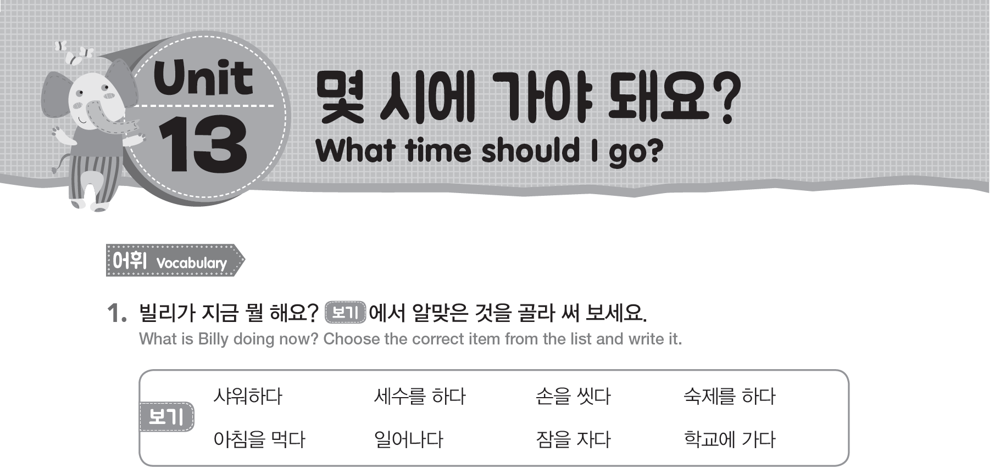 Unit
13
몇 시에 가야 돼요?
What time should I go?
어휘 Vocabulary
1. 빌리가 지금 뭘 해요? 보기 에서 알맞은 것을 골라 써 보세요.
What is Billy doing now? Choose the correct item from the list and write it.
보기
샤워하다 세수를 하다 손을 씻다 숙제를 하다
아침을 먹다 일어나다 잠을 자다 학교에 가다